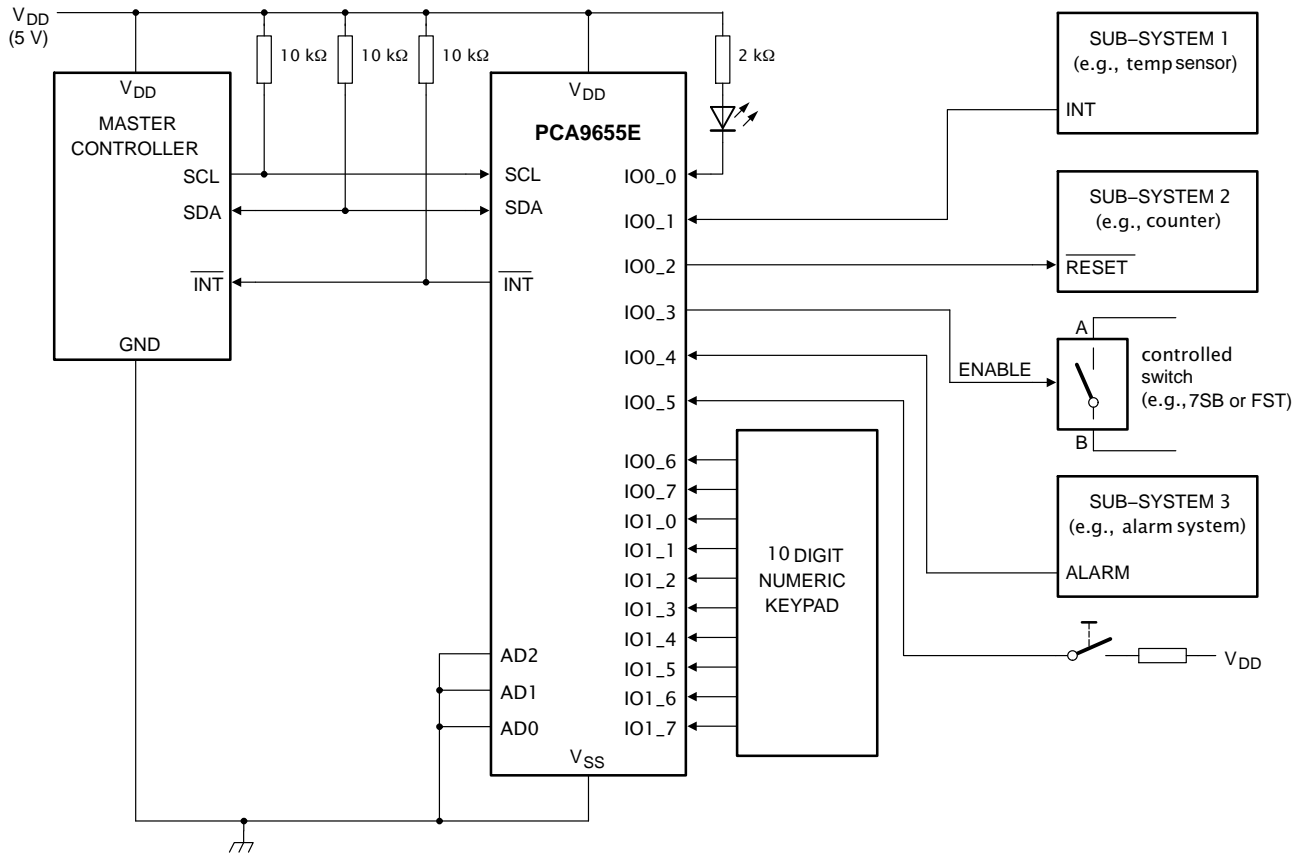 VDD
(5 V)
10 kΩ
10 kΩ
10 kΩ
2 kΩ
VDD
MASTER
CONTROLLER
SCL
SDA
INT
GND
VDD
PCA9655E
SCL
SDA
INT
AD2
AD1
AD0
VSS
IO0_0
IO0_1
IO0_2
IO0_3
IO0_4
IO0_5
IO0_6
IO0_7
IO1_0
IO1_1
IO1_2
IO1_3
IO1_4
IO1_5
IO1_6
IO1_7
10 DIGIT
NUMERIC
KEYPAD
SUB–SYSTEM 1
(e.g., temp sensor)
INT
SUB–SYSTEM 2
(e.g., counter)
RESET
A
ENABLE
B
controlled
switch
(e.g., 7SB or FST)
SUB–SYSTEM 3
(e.g., alarm system)
ALARM
VDD